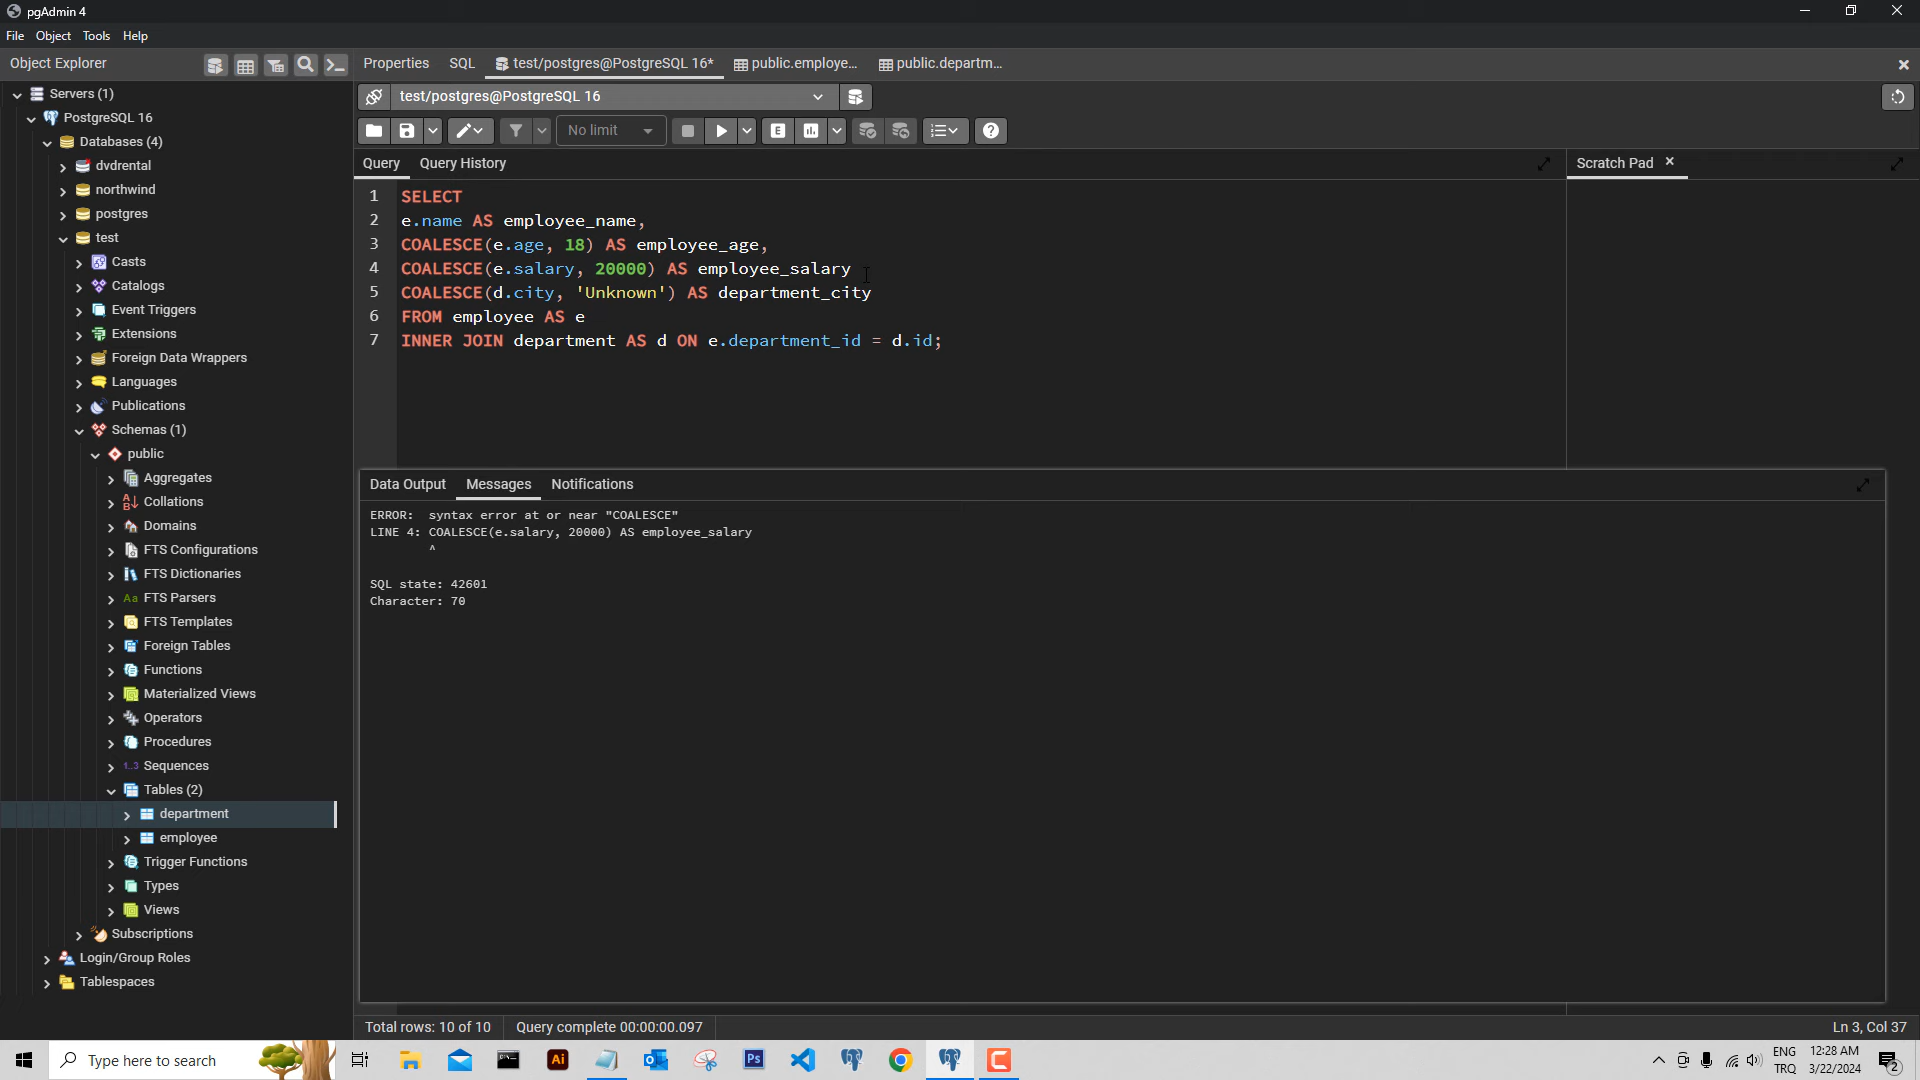 pgAdmin 4
File Object Tools Help
Object Explorer
Properties SQL test/postgres@PostgreSQL 16* public.employe... public.departm...
Servers (1)
PostgreSQL 16
Databases (4)
dvdrental
northwind
postgres
test
Casts
Catalogs
Event Triggers
Extensions
Foreign Data Wrappers
Languages
Publications
Schemas (1)
public
Aggregates
Collations
Domains
FTS Configurations
FTS Dictionaries
Aa FTS Parsers
FTS Templates
Foreign Tables
Functions
Materialized Views
Operators
Procedures
1..3 Sequences
Tables (2)
department
employee
Trigger Functions
Types
Views
Subscriptions
Login/Group Roles
Tablespaces
test/postgres@PostgreSQL 16
No limit
Query Query History
Scratch Pad
1 SELECT
2 e.name AS employee_name,
3 COALESCE(e.age, 18) AS employee_age,
4 COALESCE(e.salary, 20000) AS employee_salary
5 COALESCE(d.city, 'Unknown') AS department_city
6 FROM employee AS e
7 INNER JOIN department AS d ON e.department_id = d.id;
Data Output Messages Notifications
ERROR: syntax error at or near "COALESCE"
LINE 4: COALESCE(e.salary, 20000) AS employee_salary
^
SQL state: 42601
Character: 70
Total rows: 10 of 10 Query complete 00:00:00.097 Ln 3, Col 37
Type here to search
Ai
Ps
ENG
TRQ
12:28 AM
3/22/2024
2